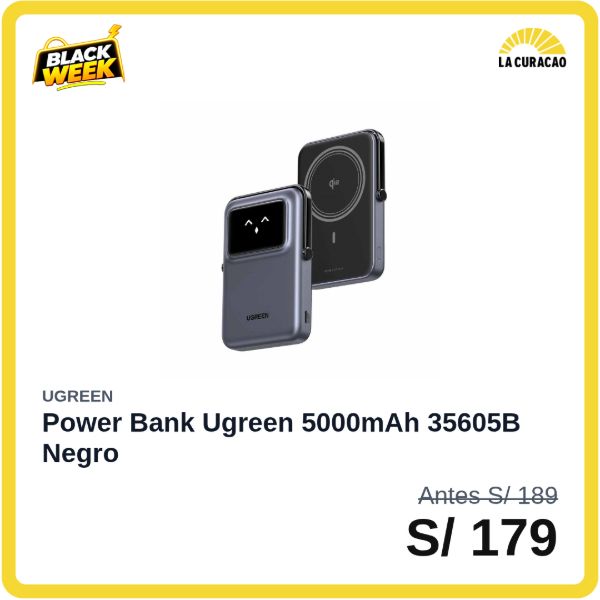 BLACK
WEEK
LA CURACAO
UGREEN
UGREEN
Power Bank Ugreen 5000mAh 35605B
Negro
Antes S/ 189
S/ 179